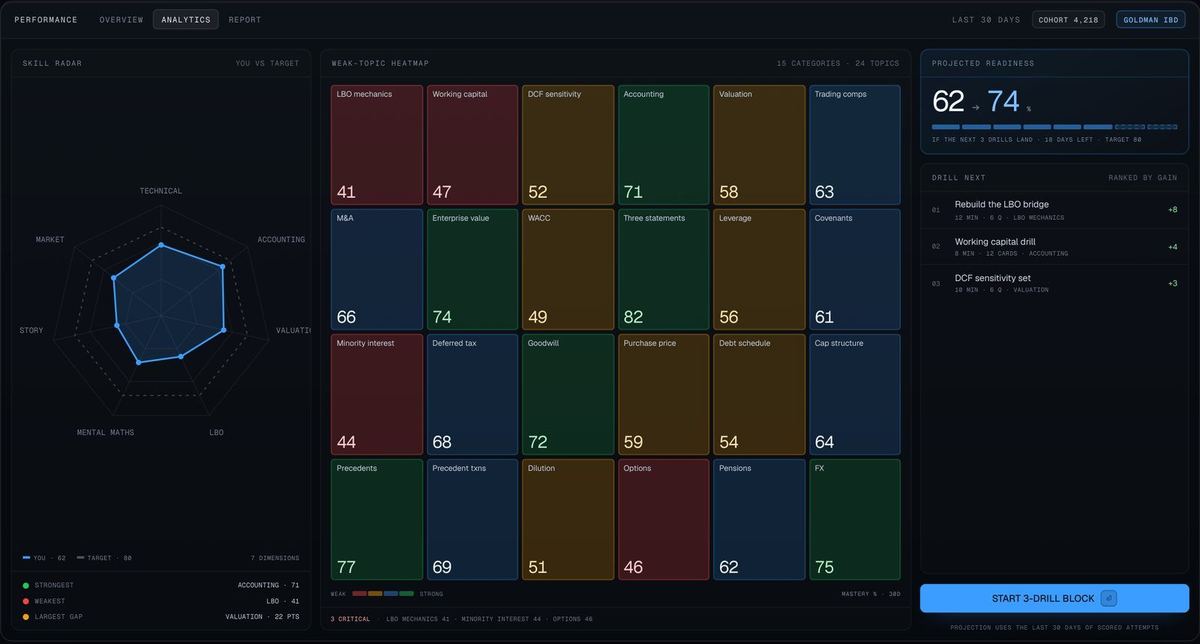 PERFORMANCE OVERVIEW ANALYTICS REPORT LAST 30 DAYS COHORT 4,218 GOLDMAN IBD
SKILL RADAR YOU VS TARGET
TECHNICAL
MARKET ACCOUNTING
STORY VALUATI
MENTAL MATHS LBO
YOU · 62 TARGET · 80 7 DIMENSIONS
STRONGEST ACCOUNTING · 71
WEAKEST LBO · 41
LARGEST GAP VALUATION · 22 PTS
WEAK-TOPIC HEATMAP 15 CATEGORIES · 24 TOPICS
LBO mechanics Working capital DCF sensitivity Accounting Valuation Trading comps
41 47 52 71 58 63
M&A Enterprise value WACC Three statements Leverage Covenants
66 74 49 82 56 61
Minority interest Deferred tax Goodwill Purchase price Debt schedule Cap structure
44 68 72 59 54 64
Precedents Precedent txns Dilution Options Pensions FX
77 69 51 46 62 75
WEAK STRONG MASTERY % · 30D
3 CRITICAL · LBO MECHANICS 41 · MINORITY INTEREST 44 · OPTIONS 46
PROJECTED READINESS
62 → 74 %
IF THE NEXT 3 DRILLS LAND · 18 DAYS LEFT · TARGET 80
DRILL NEXT RANKED BY GAIN
01 Rebuild the LBO bridge +8
12 MIN · 6 Q · LBO MECHANICS
02 Working capital drill +4
8 MIN · 12 CARDS · ACCOUNTING
03 DCF sensitivity set +3
10 MIN · 6 Q · VALUATION
START 3-DRILL BLOCK
PROJECTION USES THE LAST 30 DAYS OF SCORED ATTEMPTS